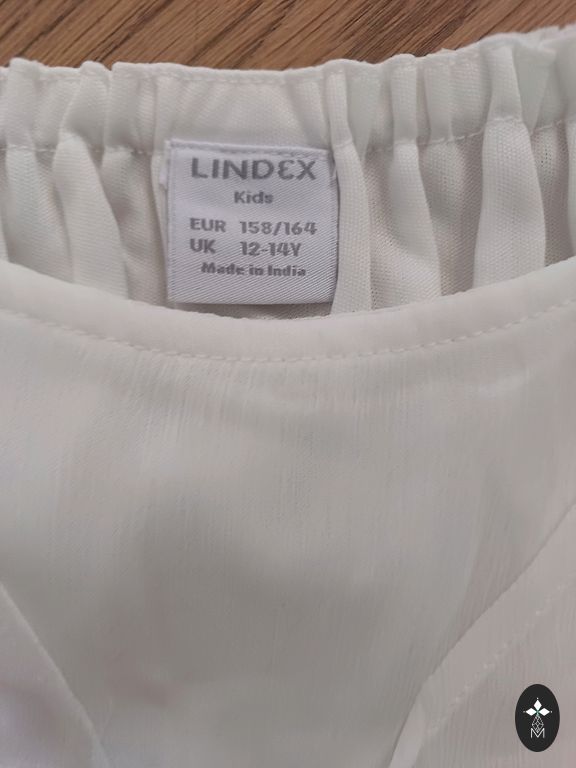 LINDEX
Kids
EUR 158/164
UK 12-14Y
Made in India
M